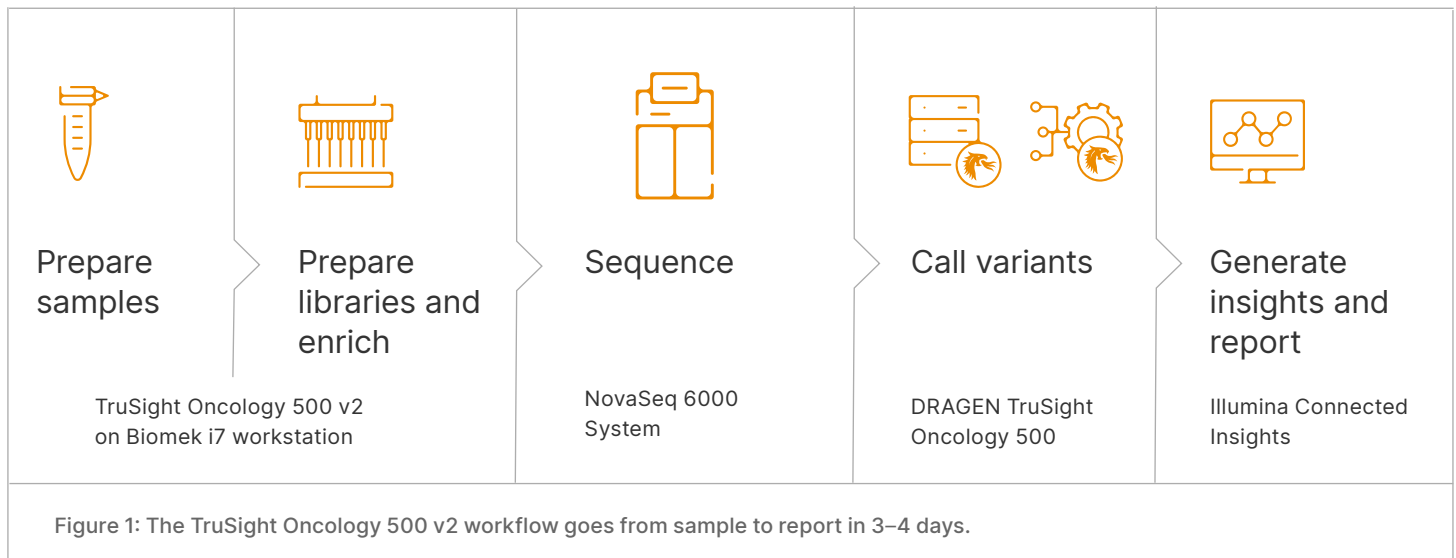 Prepare
samples
Prepare
libraries and
enrich
TruSight Oncology 500 v2
on Biomek i7 workstation
Sequence
NovaSeq 6000
System
Call variants
DRAGEN TruSight
Oncology 500
Generate
insights and
report
Illumina Connected
Insights
Figure 1: The TruSight Oncology 500 v2 workflow goes from sample to report in 3–4 days.